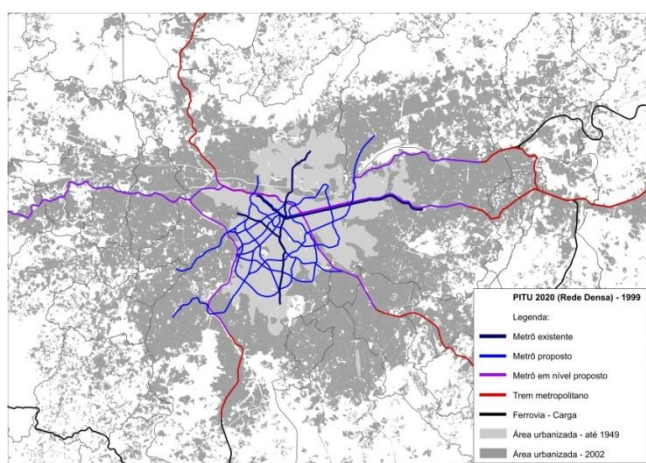 PITU 2020 (Rede Densa) - 1999
Legenda:
Metrô existente
Metrô proposto
Metrô em nível proposto
Trem metropolitano
Ferrovia - Carga
Área urbanizada - até 1949
Área urbanizada - 2002